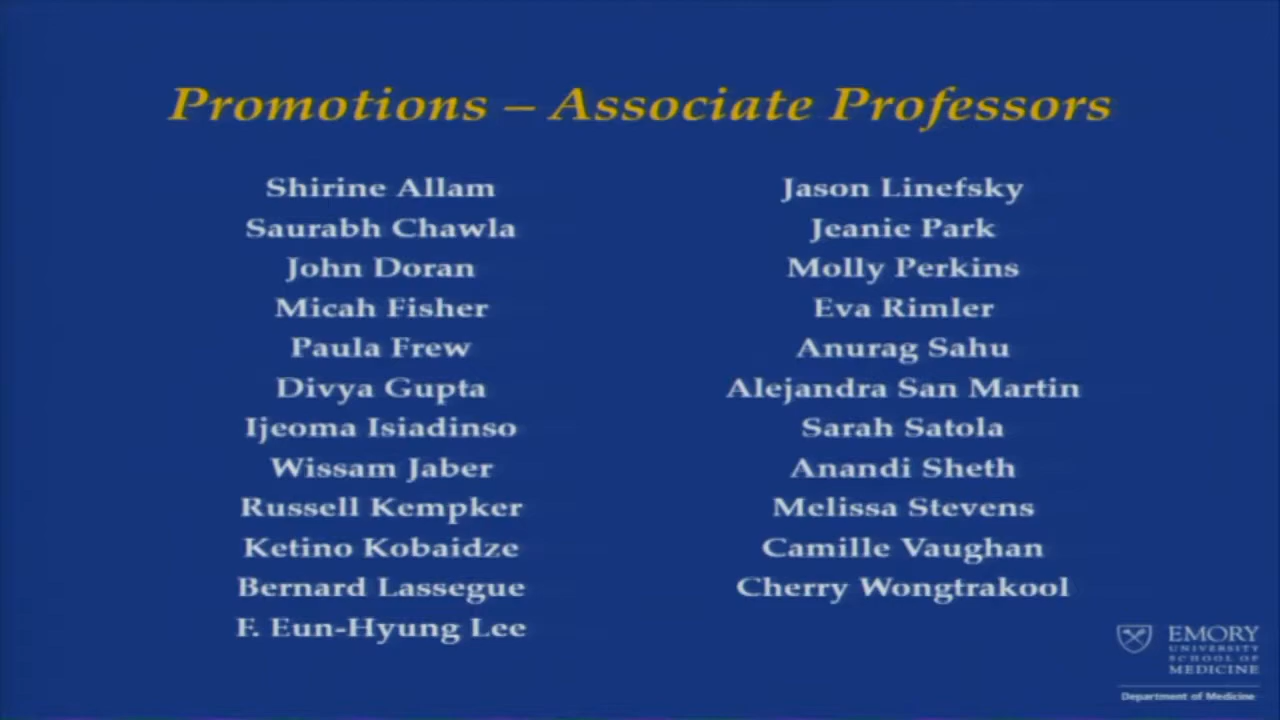 Promotions – Associate Professors
Shirine Allam
Saurabh Chawla
John Doran
Micah Fisher
Paula Frew
Divya Gupta
Ijeoma Isiadinso
Wissam Jaber
Russell Kempker
Ketino Kobaidze
Bernard Lassegue
F. Eun-Hyung Lee
Jason Linefsky
Jeanie Park
Molly Perkins
Eva Rimler
Anurag Sahu
Alejandra San Martin
Sarah Satola
Anandi Sheth
Melissa Stevens
Camille Vaughan
Cherry Wongtrakool
EMORY
UNIVERSITY
SCHOOL OF
MEDICINE
Department of Medicine